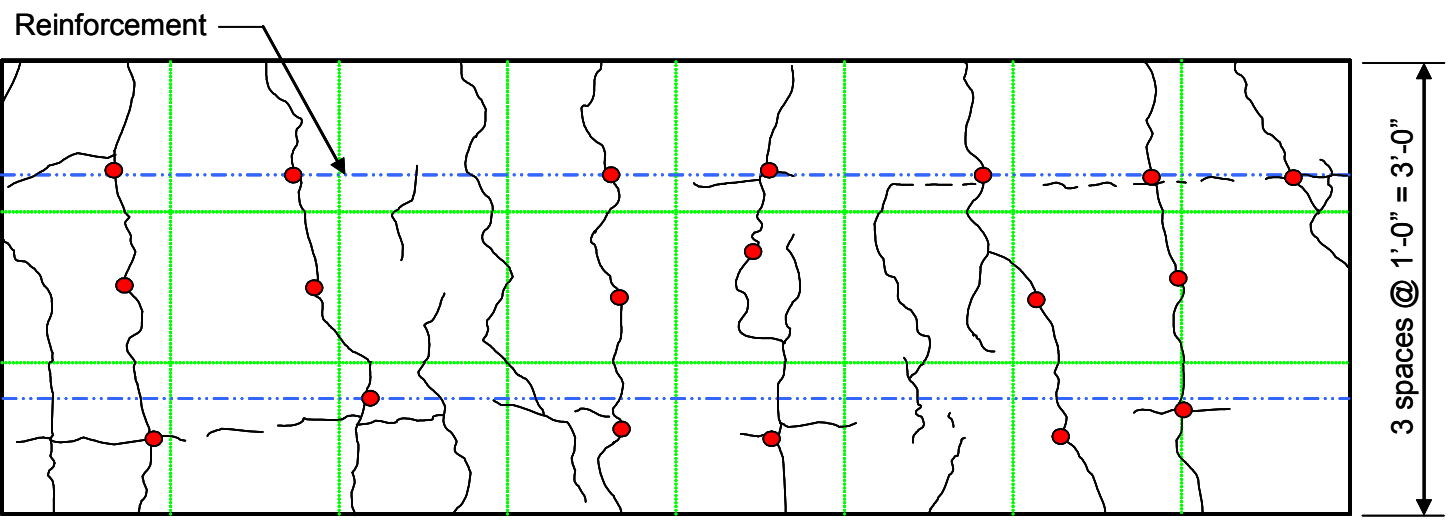 Reinforcement
3 spaces @ 1’-0” = 3’-0”